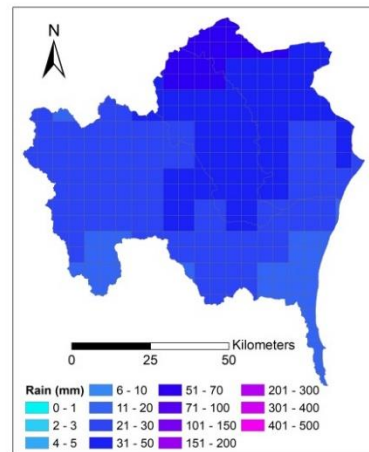 N
Kilometers
0 25 50
Rain (mm)
0 - 1
2 - 3
4 - 5
6 - 10
11 - 20
21 - 30
31 - 50
51 - 70
71 - 100
101 - 150
151 - 200
201 - 300
301 - 400
401 - 500